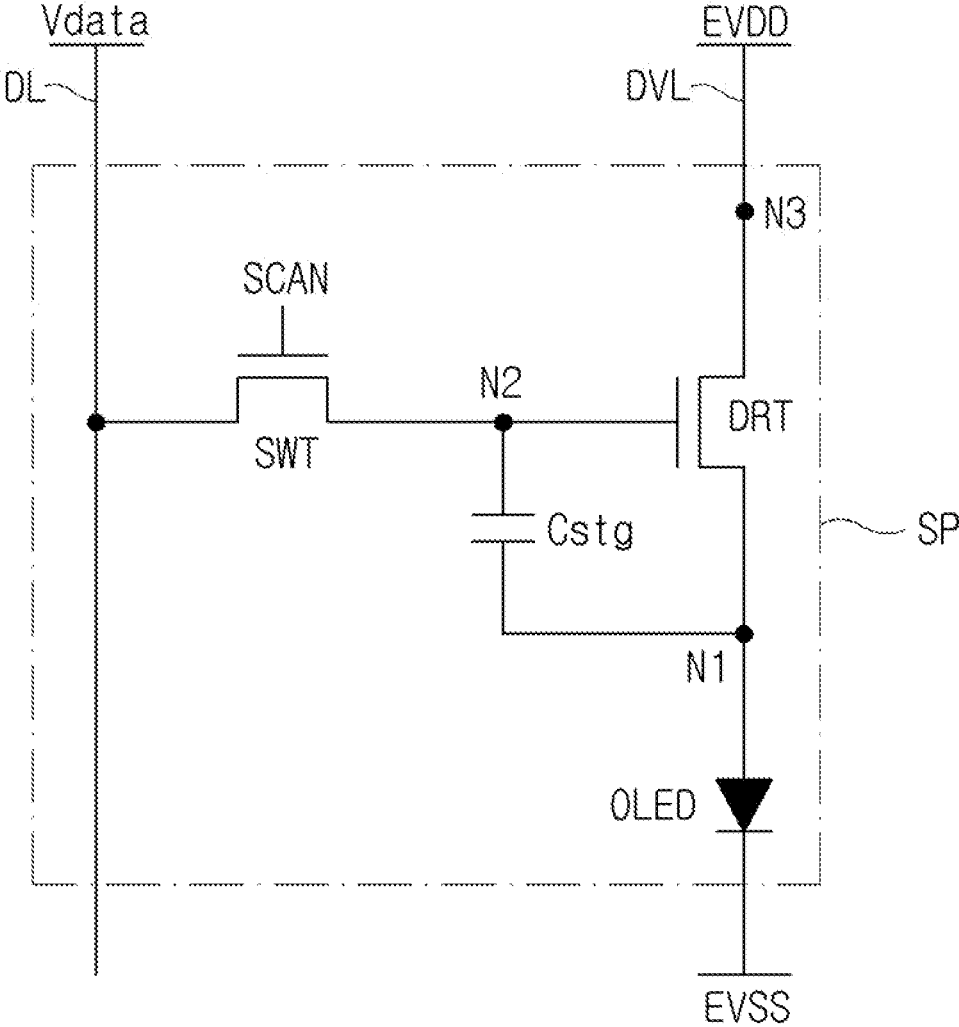 Vdata
EVDD
DL
DVL
N3
SCAN
N2
DRT
SWT
Cstg
SP
N1
OLED
EVSS